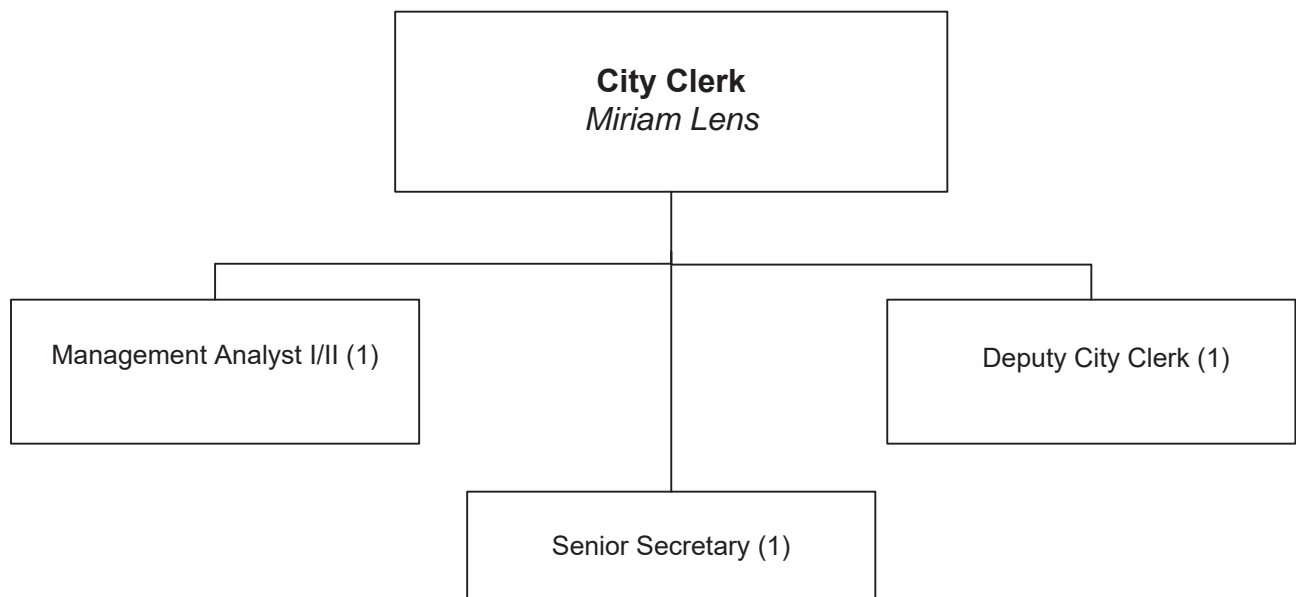 City Clerk
Miriam Lens
Management Analyst I/II (1)
Deputy City Clerk (1)
Senior Secretary (1)